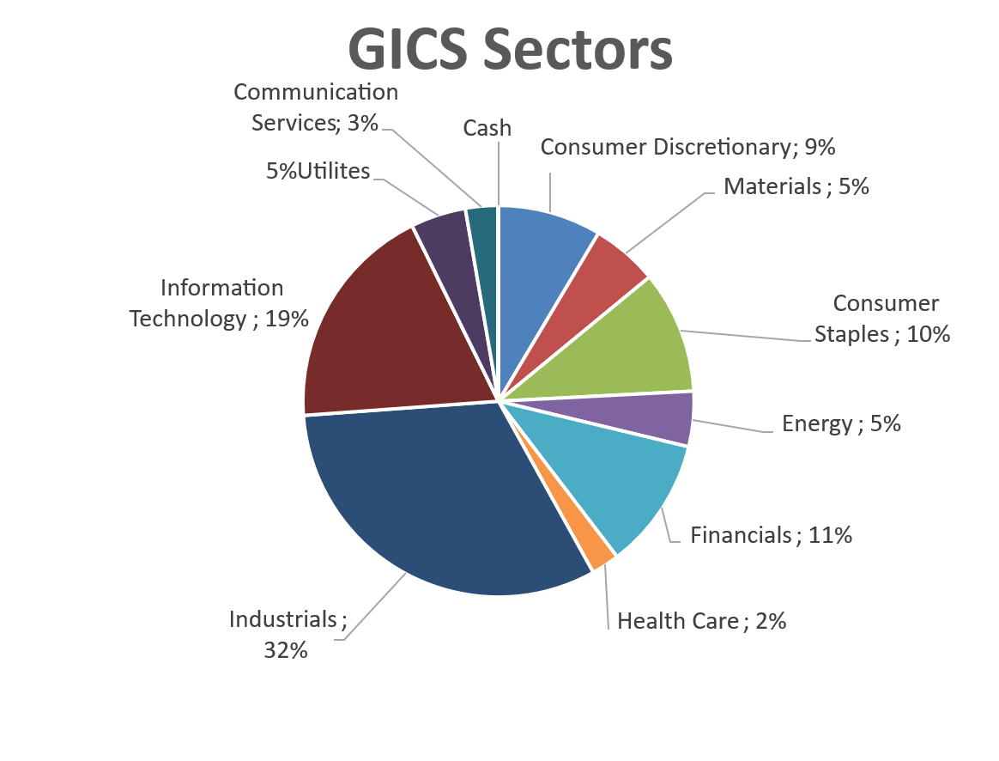 GICS Sectors
Communication
Services; 3%
Cash
Consumer Discretionary; 9%
5%Utilites
Materials ; 5%
Information
Technology ; 19%
Consumer
Staples ; 10%
Energy ; 5%
Financials ; 11%
Industrials ;
32%
Health Care ; 2%